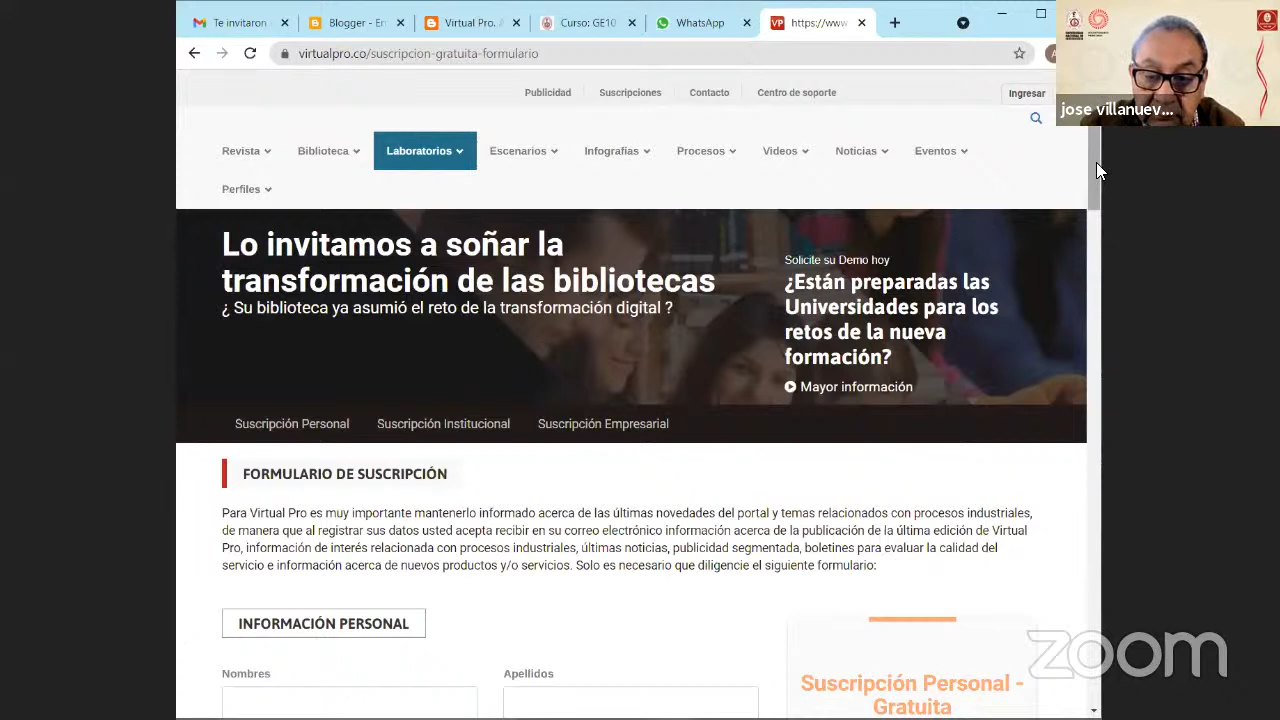 Te invitaron
Blogger - En
Virtual Pro. A
Curso: GE10
WhatsApp
VP https://www
virtualpro.co/suscripcion-gratuita-formulario
Publicidad
Suscripciones
Contacto
Centro de soporte
Ingresar
Revista
Biblioteca
Laboratorios
Escenarios
Infografías
Procesos
Videos
Noticias
Eventos
Perfiles
Lo invitamos a soñar la
transformación de las bibliotecas
¿ Su biblioteca ya asumió el reto de la transformación digital ?
Solicite su Demo hoy
¿Están preparadas las
Universidades para los
retos de la nueva
formación?
Mayor información
Suscripción Personal
Suscripción Institucional
Suscripción Empresarial
FORMULARIO DE SUSCRIPCIÓN
Para Virtual Pro es muy importante mantenerlo informado acerca de las últimas novedades del portal y temas relacionados con procesos industriales,
de manera que al registrar sus datos usted acepta recibir en su correo electrónico información acerca de la publicación de la última edición de Virtual
Pro, información de interés relacionada con procesos industriales, últimas noticias, publicidad segmentada, boletines para evaluar la calidad del
servicio e información acerca de nuevos productos y/o servicios. Solo es necesario que diligencie el siguiente formulario:
INFORMACIÓN PERSONAL
Nombres
Apellidos
Suscripción Personal -
Gratuita
jose villanuev...
zoom